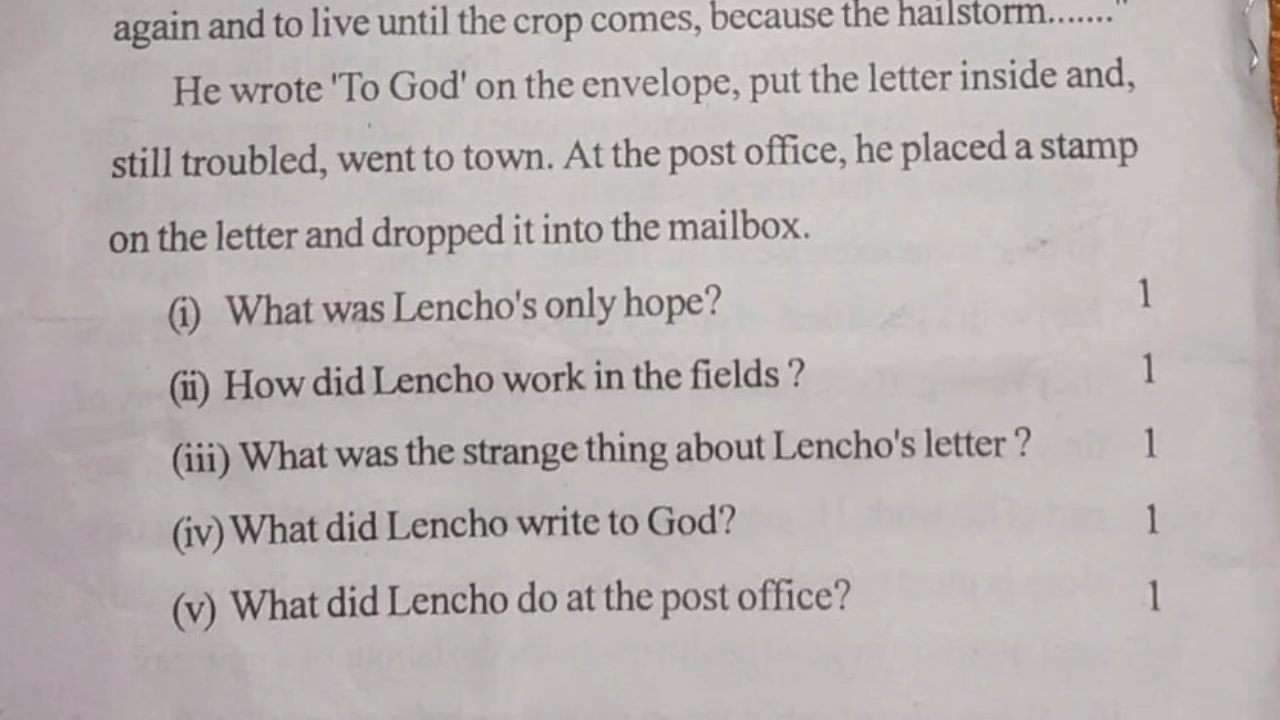 again and to live until the crop comes, because the hailstorm......."
He wrote 'To God' on the envelope, put the letter inside and,
still troubled, went to town. At the post office, he placed a stamp
on the letter and dropped it into the mailbox.
(i) What was Lencho's only hope? 1
(ii) How did Lencho work in the fields ? 1
(iii) What was the strange thing about Lencho's letter ? 1
(iv) What did Lencho write to God? 1
(v) What did Lencho do at the post office? 1